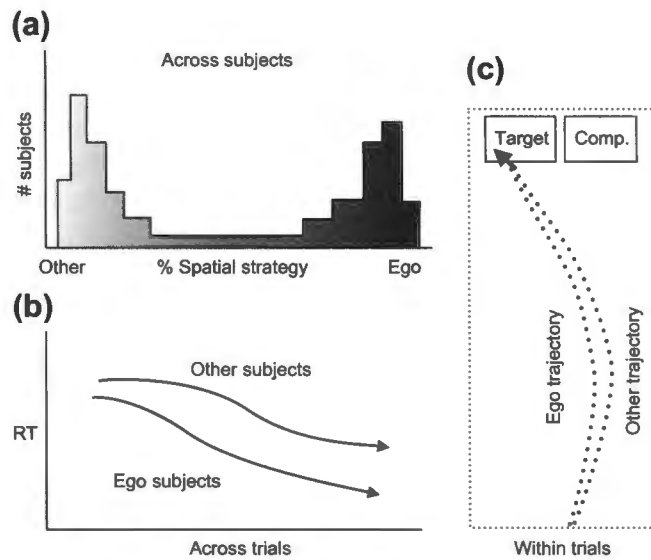 (a)
Across subjects
# subjects
Other
% Spatial strategy
Ego
(b)
Other subjects
RT
Ego subjects
Across trials
(c)
Target
Comp.
Ego trajectory
Other trajectory
Within trials